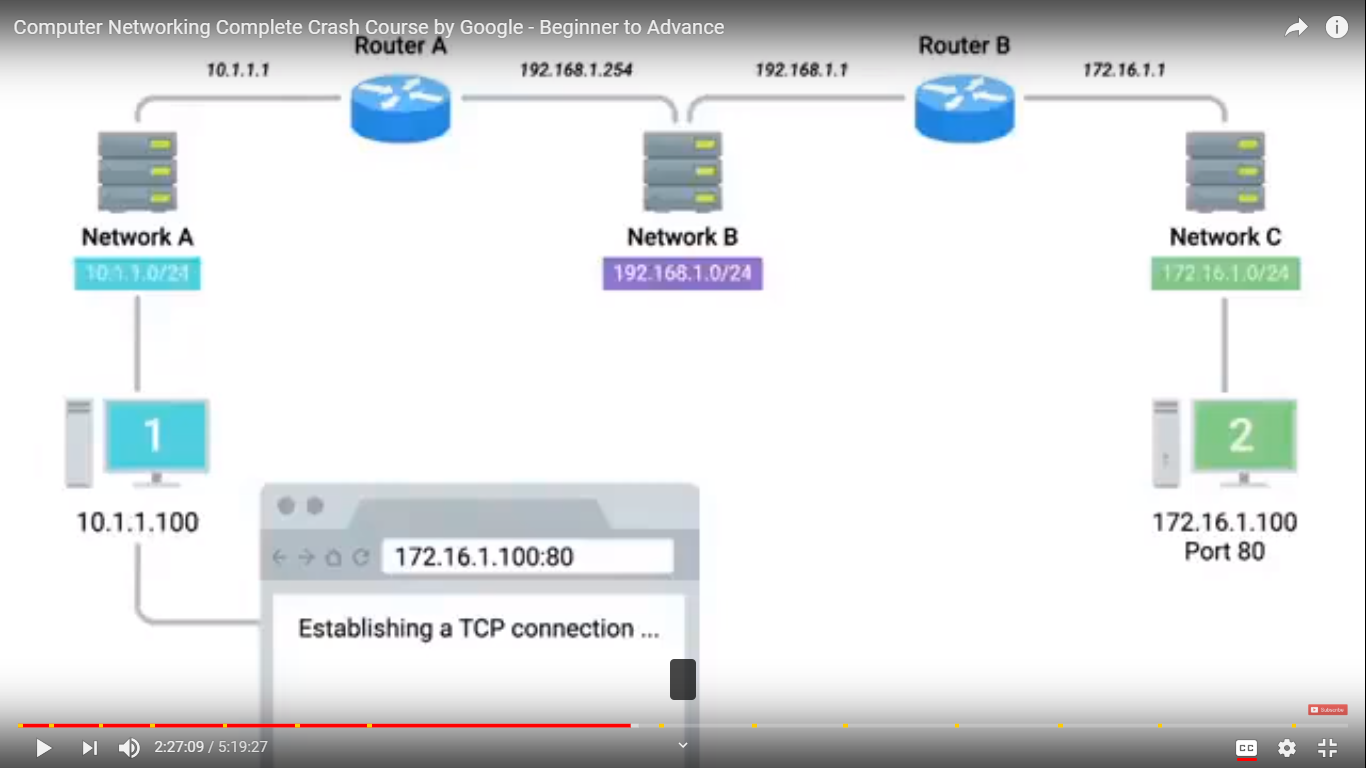 Computer Networking Complete Crash Course by Google - Beginner to Advance
Router A
Router B
10.1.1.1
192.168.1.254
192.168.1.1
172.16.1.1
Network A
Network B
Network C
10.1.1.0/24
192.168.1.0/24
172.16.1.0/24
1
2
10.1.1.100
172.16.1.100
Port 80
172.16.1.100:80
Establishing a TCP connection ...
Subscribe
2:27:09 / 5:19:27
CC